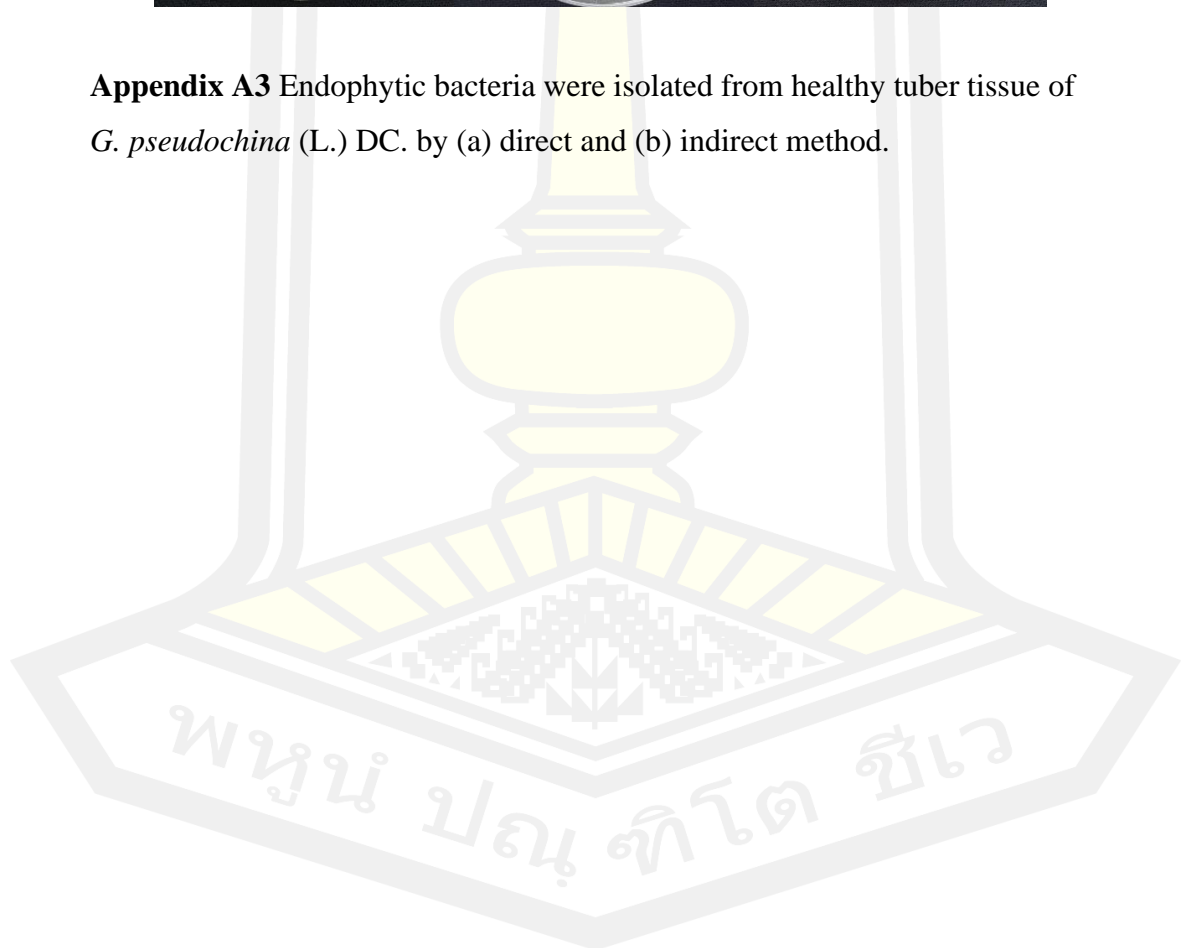 Appendix A3 Endophytic bacteria were isolated from healthy tuber tissue of
G. pseudochina (L.) DC. by (a) direct and (b) indirect method.
พหูนํ ปณฺฑิโต ชีเว